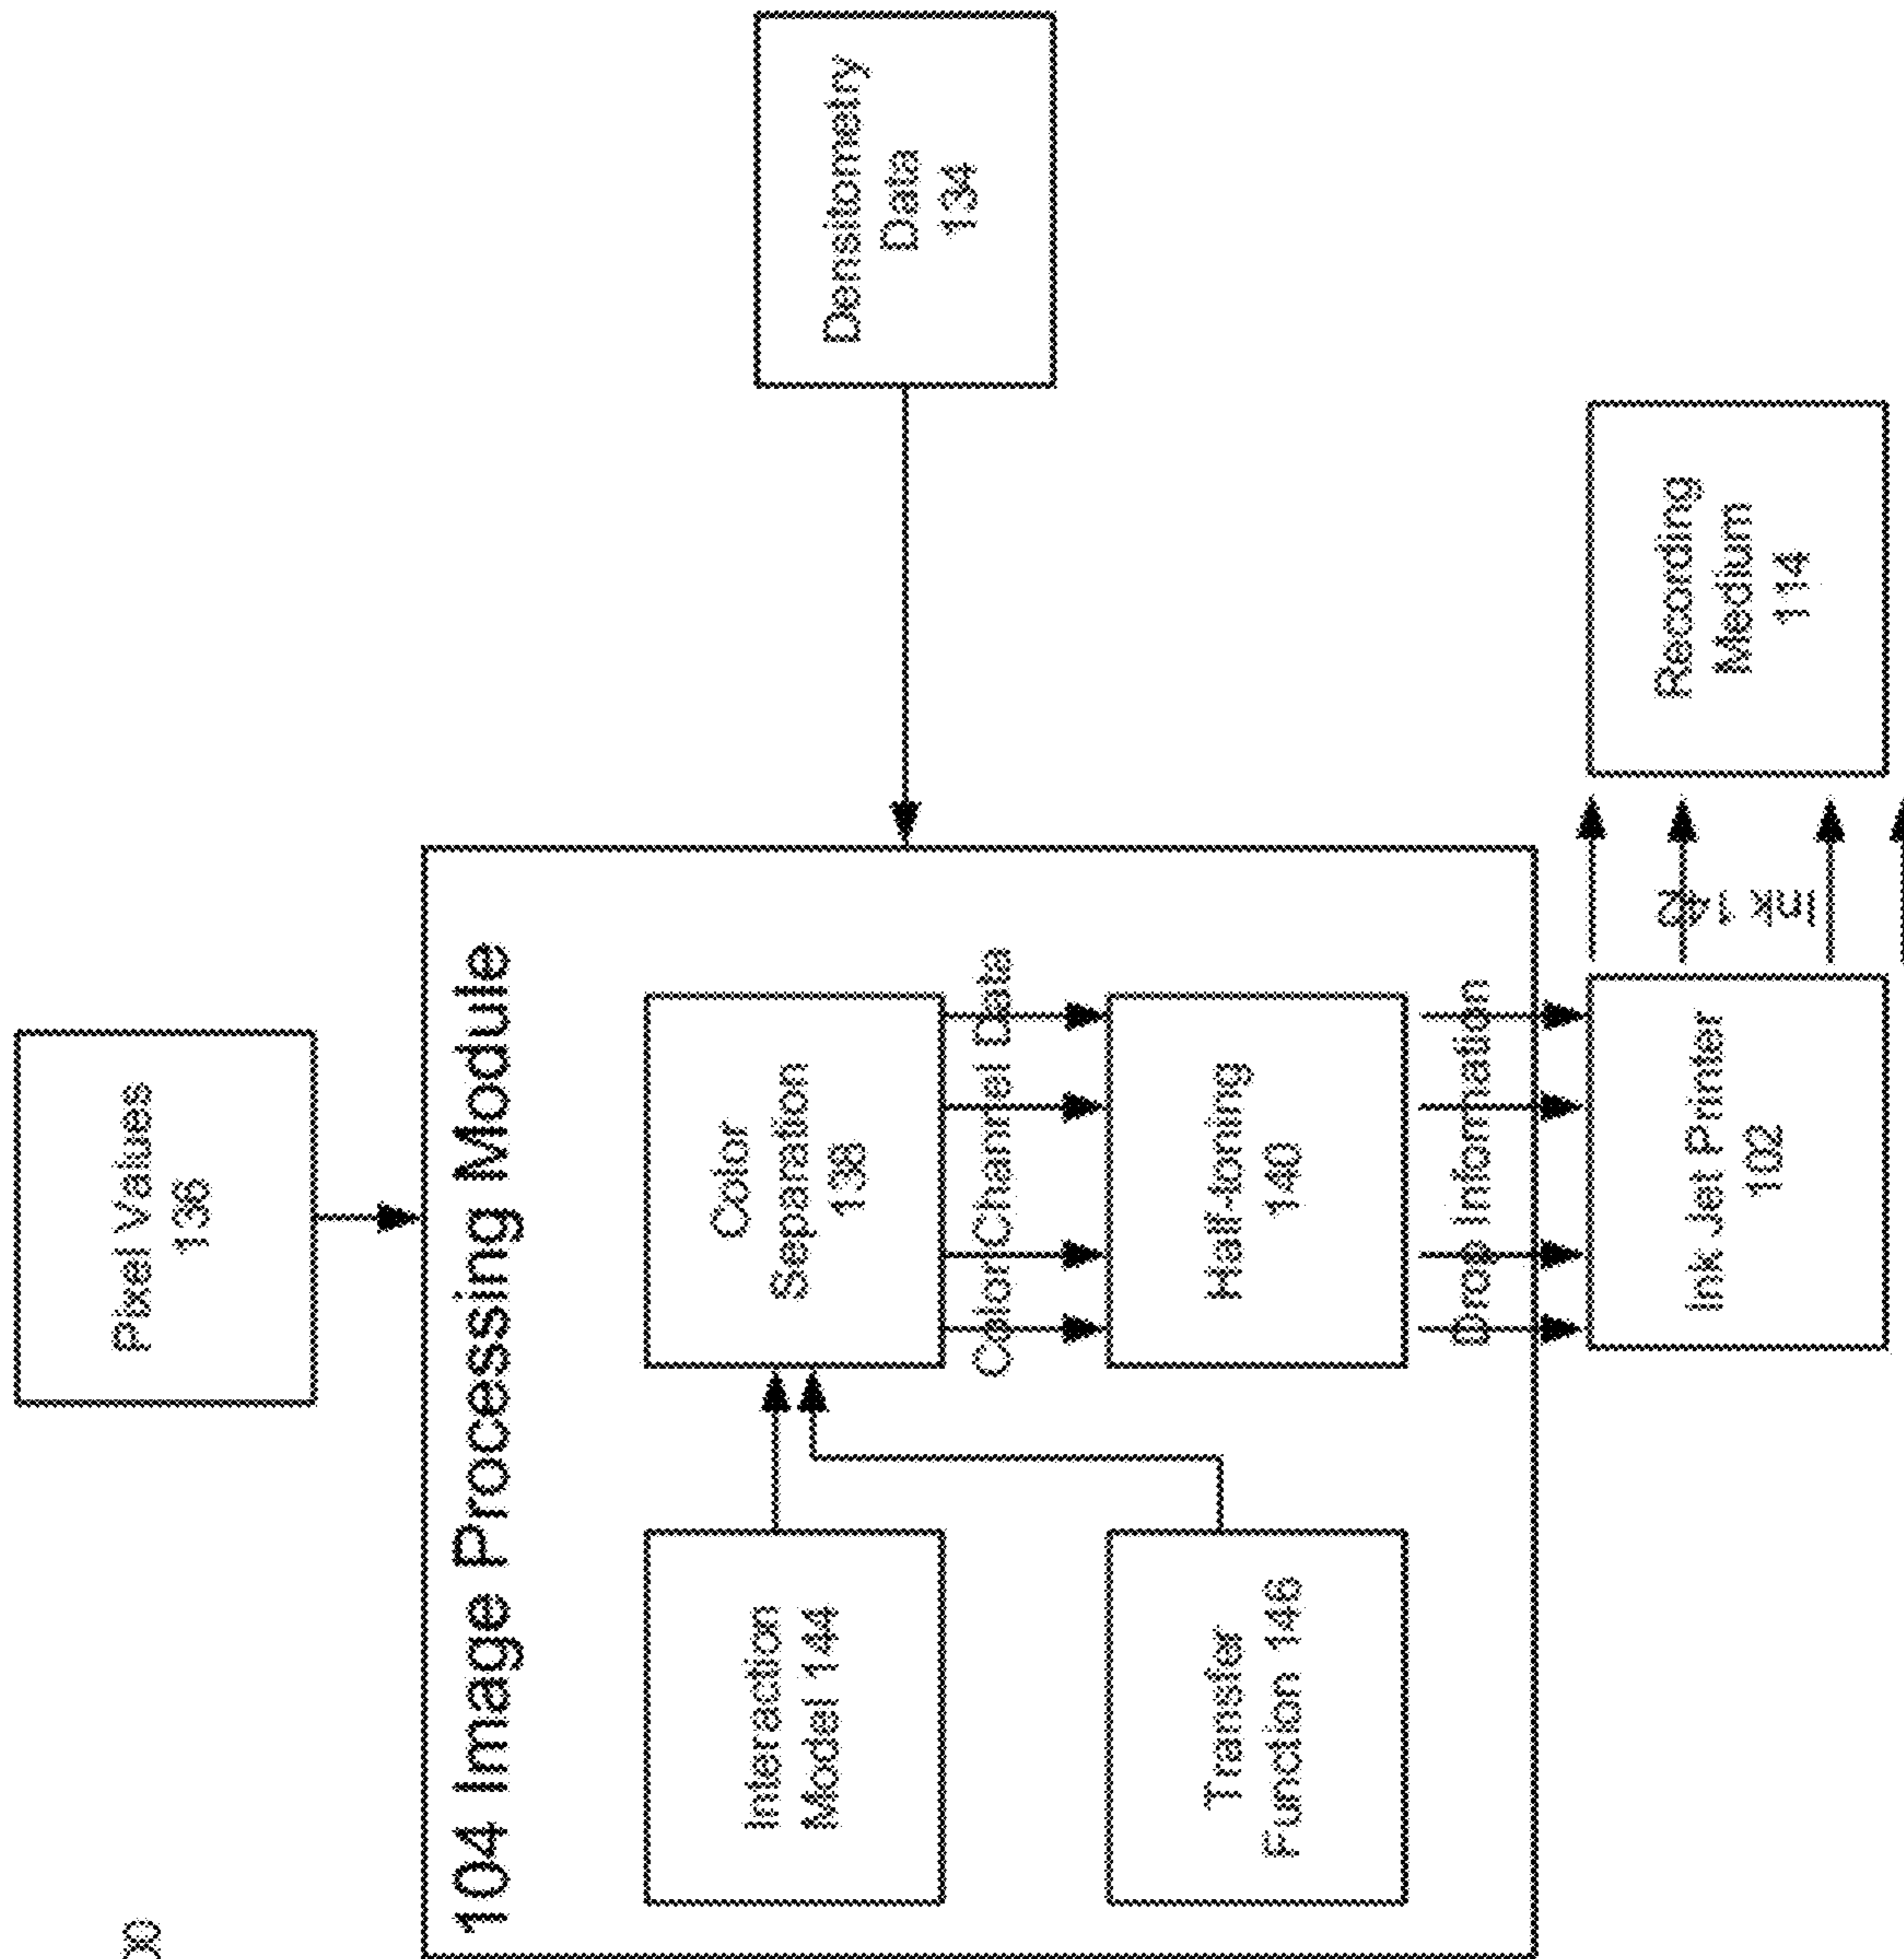 Pixel Values
136
104 Image Processing Module
Interaction
Model 144
Color
Separation
138
Color Channel Data
Transfer
Function 146
Half-toning
140
Drop Information
Densitometry
Data
134
Ink Jet Printer
102
Ink 142
Recording
Medium
114